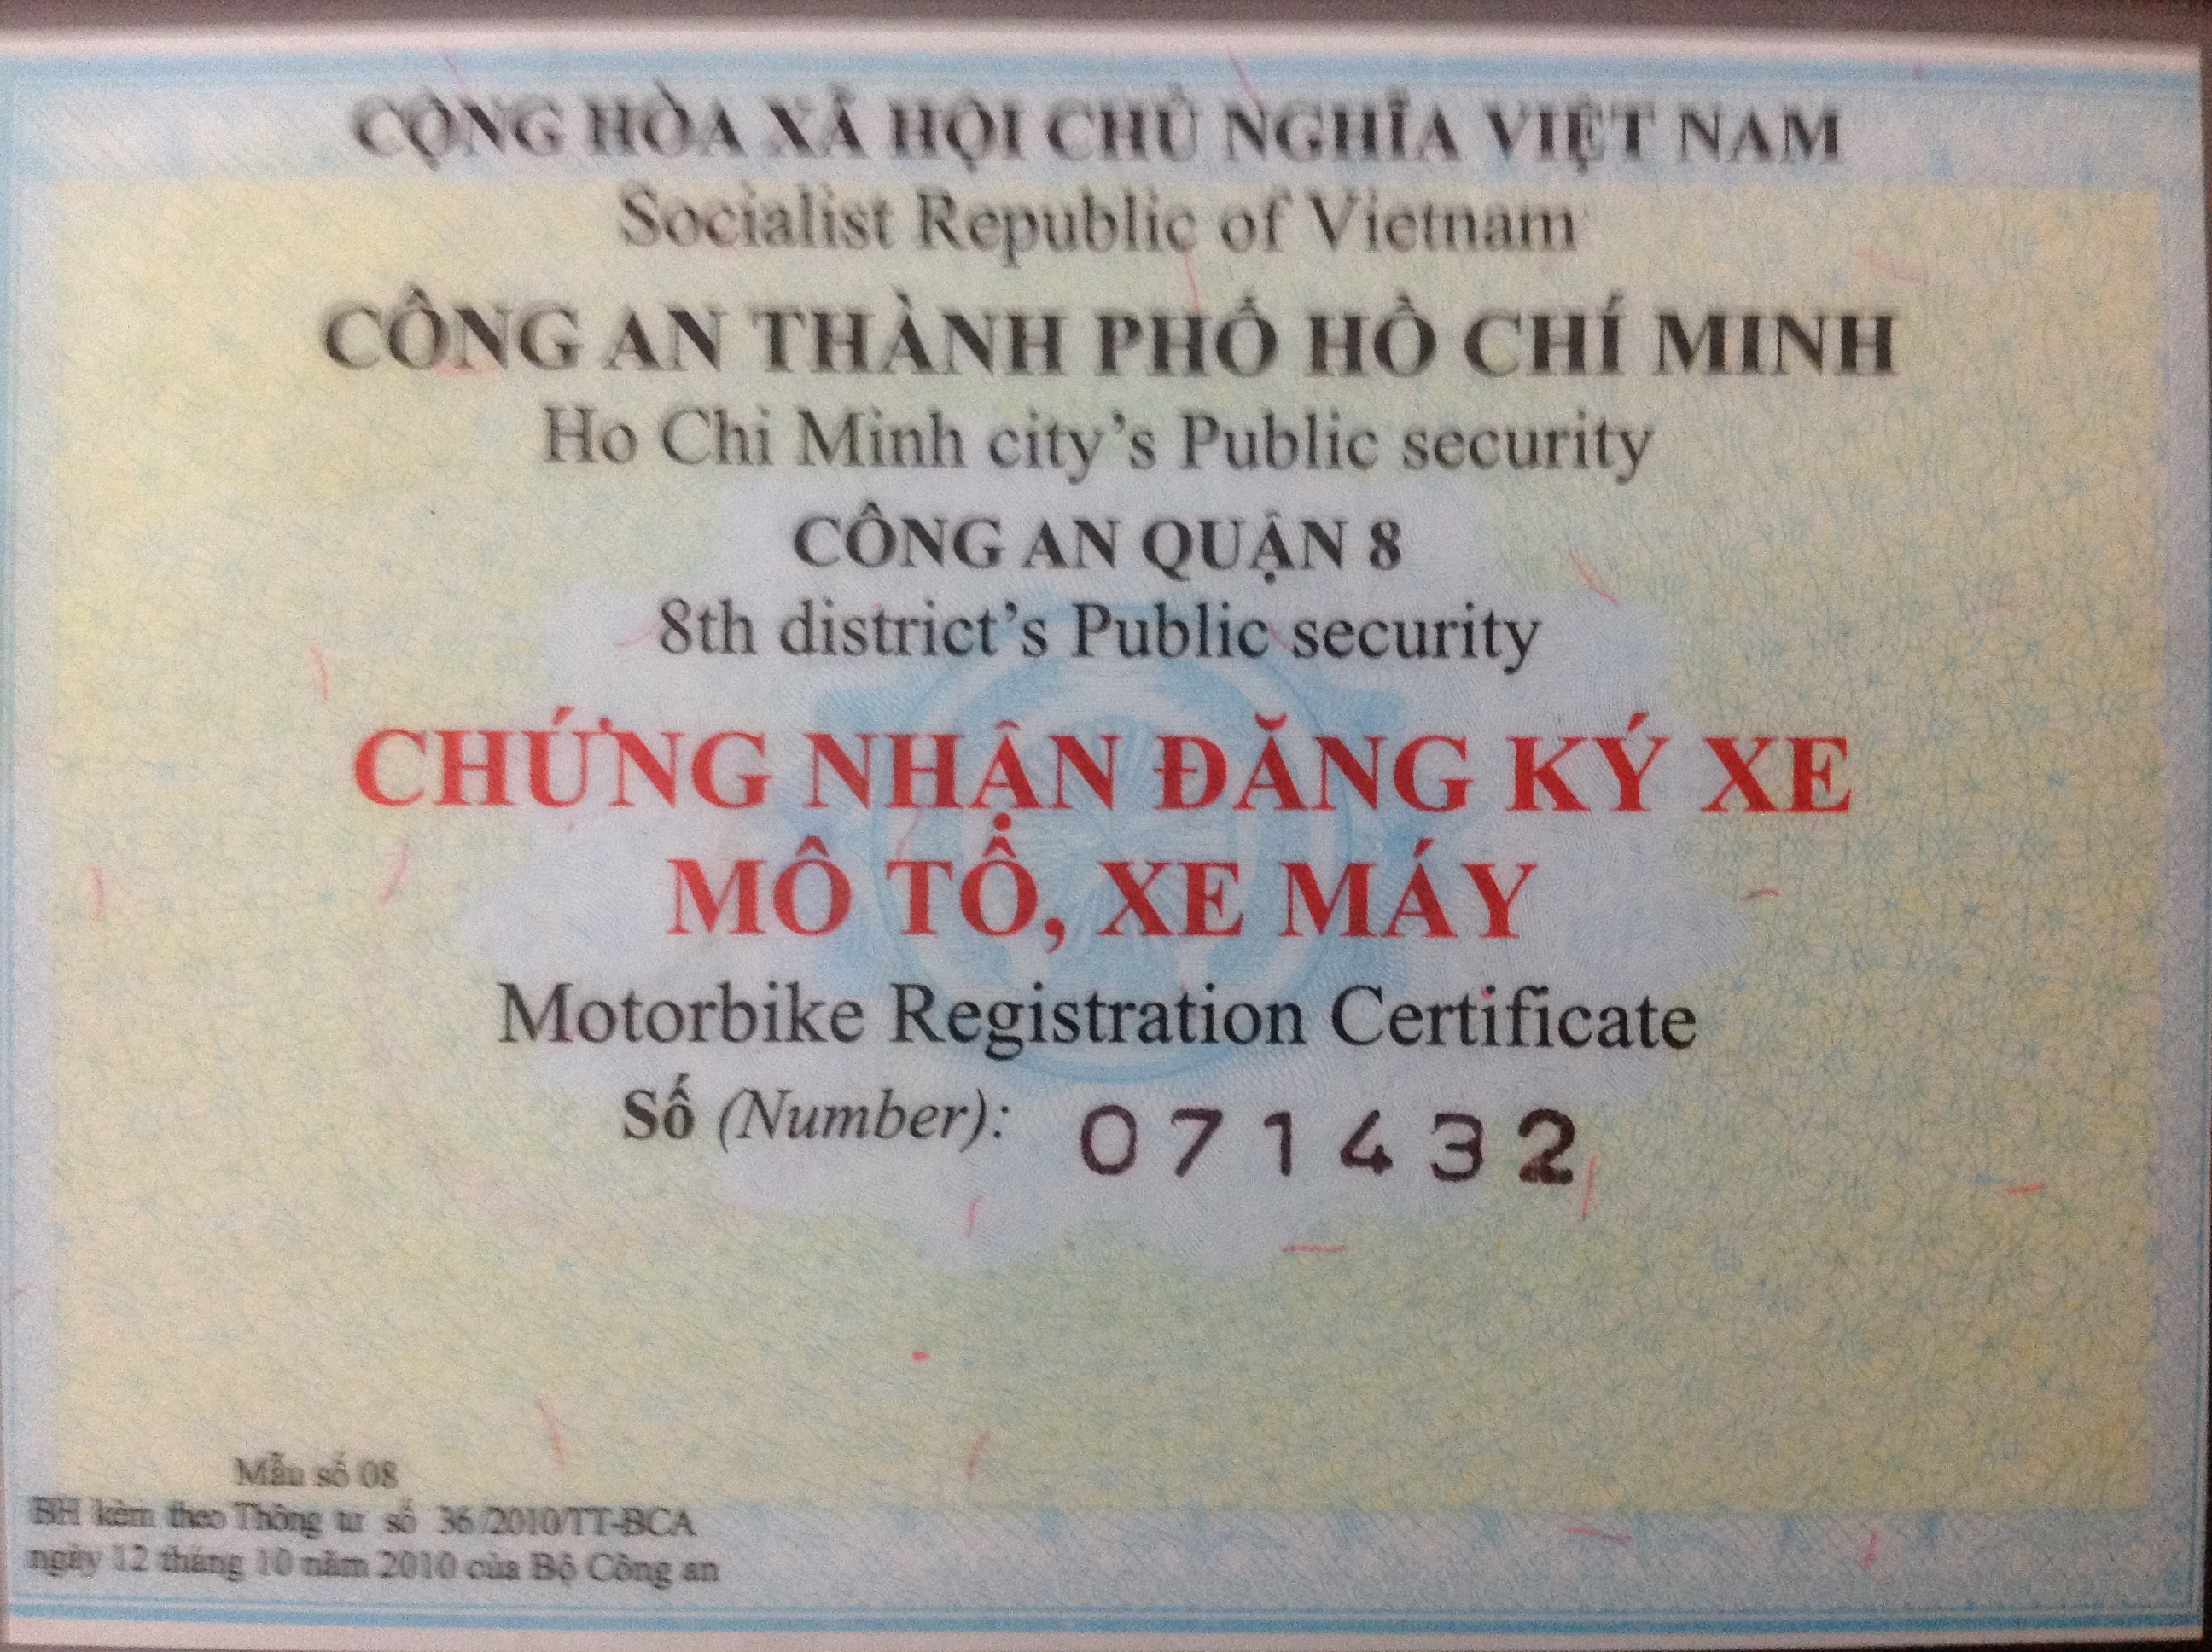 CỘNG HÒA XÃ HỘI CHỦ NGHĨA VIỆT NAM
Socialist Republic of Vietnam
CÔNG AN THÀNH PHỐ HỒ CHÍ MINH
Ho Chi Minh city’s Public security
CÔNG AN QUẬN 8
8th district’s Public security
CHỨNG NHẬN ĐĂNG KÝ XE
MÔ TÔ, XE MÁY
Motorbike Registration Certificate
Số (Number): 071432
Mẫu số 08
BH kèm theo Thông tư số 36/2010/TT-BCA
ngày 12 tháng 10 năm 2010 của Bộ Công an